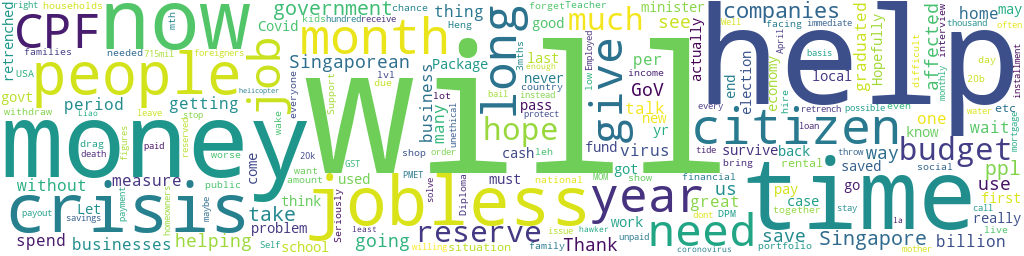 right households
government
Covid
kids hundred receive
thing
chance
forget Teacher
good
minister
much
see
companies
home may
thousand often
meth
CPF
now
month
long
job
Heng
Package
never
per
GoV
actually
facing
April
local
graduated
Hopefully
difficult
affected
interview
immediate
monthly
day
20b
water
retrenched
families
needed
USA
715mil
foreigners
helicopter
Singaporean
3mths
last
enough
country
low
Employed
income
talk
new
yr
end
election
economy
hire
basis
govt
withdraw
people
everyone
lvl
due
Support
lot
bail
instead
protect
give
pass
every
retrench
possible
even
etc
installment
period
getting
Liao
leave
money
will
help
business
many
unethical
hope
virus
citizen
loan
one
know
wait
drag
death
figures
paid
stop
reserved
wake
20k
GST
shop
order
cash
leh
fund
tide
survive
back
throw
way
budget
crisis
without
measure
worse
public
come
want
amount
used
PMET
solve
Diploma
must
national
got
show
financial
bring
rental
saved
social
ppl
payout
Let
savings
payment
homeowners
maybe
take
think
jobless
year
us
great
pay
together
case
go
stay
time
use
first
call
really
live
spend
businesses
helping
problem
Self
school
Seriously
least
going
willing
situation
reserve
issue
MOM
hawker
family
Thank
work
unpaid
need
dont
DPM
coronavirus
save
portfolio
Singapore
la
mother
billion
Well